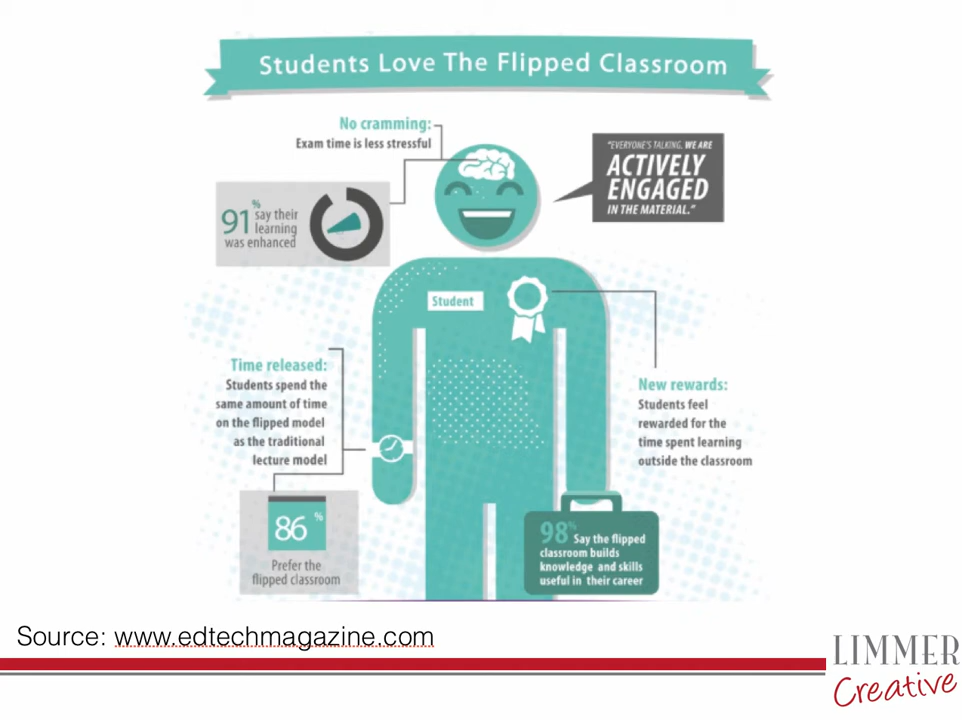 Students Love The Flipped Classroom
No cramming:
Exam time is less stressful
"EVERYONE'S TALKING. WE ARE
ACTIVELY
ENGAGED
IN THE MATERIAL."
91% say their
learning
was enhanced
Student
Time released:
Students spend the
same amount of time
on the flipped model
as the traditional
lecture model
New rewards:
Students feel
rewarded for the
time spent learning
outside the classroom
86%
Prefer the
flipped classroom
98% Say the flipped
classroom builds
knowledge and skills
useful in their career
Source: www.edtechmagazine.com
LIMMER
Creative